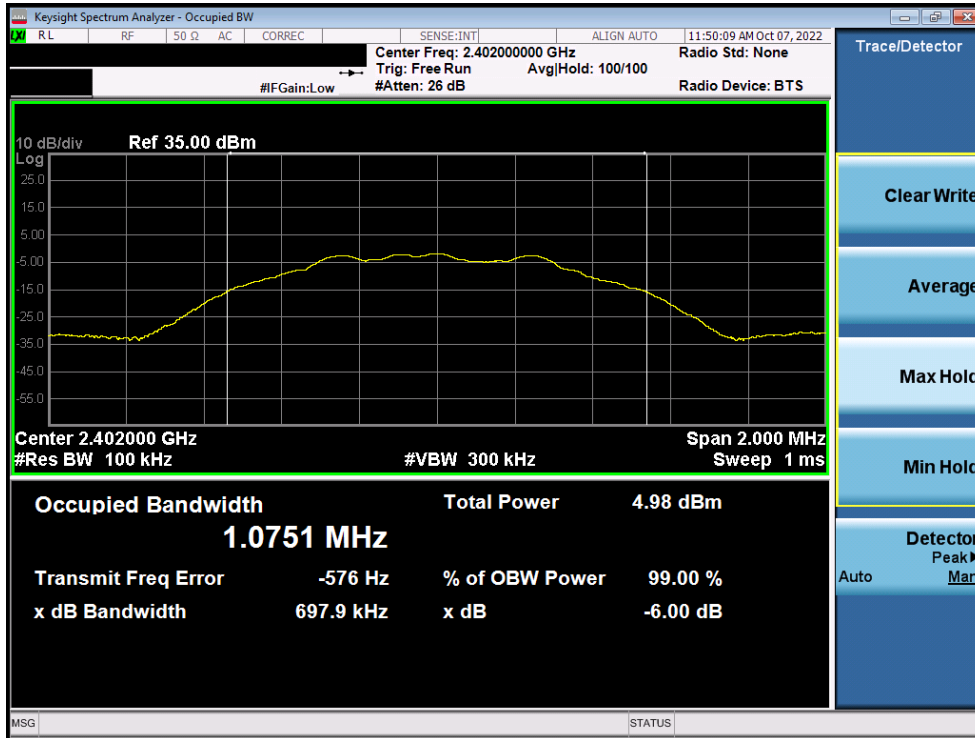 Keysight Spectrum Analyzer - Occupied BW
LXI RL RF 50 Ω AC CORREC SENSE:INT ALIGN AUTO 11:50:09 AM Oct 07, 2022
Center Freq: 2.402000000 GHz Radio Std: None
Trig: Free Run Avg|Hold: 100/100
#IFGain:Low #Atten: 26 dB Radio Device: BTS
Trace/Detector
10 dB/div Ref 35.00 dBm
Log
25.0
15.0
5.00
-5.00
-15.0
-25.0
-35.0
-45.0
-55.0
Center 2.402000 GHz Span 2.000 MHz
#Res BW 100 kHz #VBW 300 kHz Sweep 1 ms
Occupied Bandwidth Total Power 4.98 dBm
1.0751 MHz
Transmit Freq Error -576 Hz % of OBW Power 99.00 %
x dB Bandwidth 697.9 kHz x dB -6.00 dB
Clear Write
Average
Max Hold
Min Hold
Detector
Peak
Auto Man
MSG STATUS